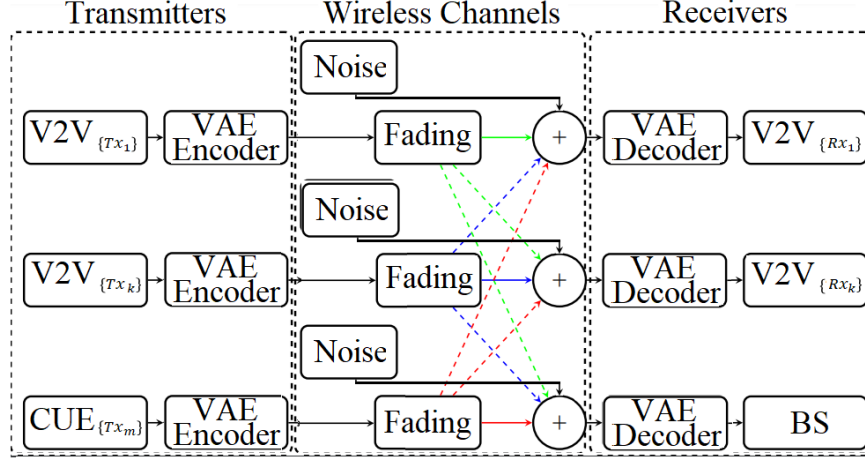 Transmitters Wireless Channels Receivers
Noise
V2V {Tx₁} VAE Encoder Fading + VAE Decoder V2V {Rx₁}
Noise
V2V {Txₖ} VAE Encoder Fading + VAE Decoder V2V {Rxₖ}
Noise
CUE {Txₘ} VAE Encoder Fading + VAE Decoder BS